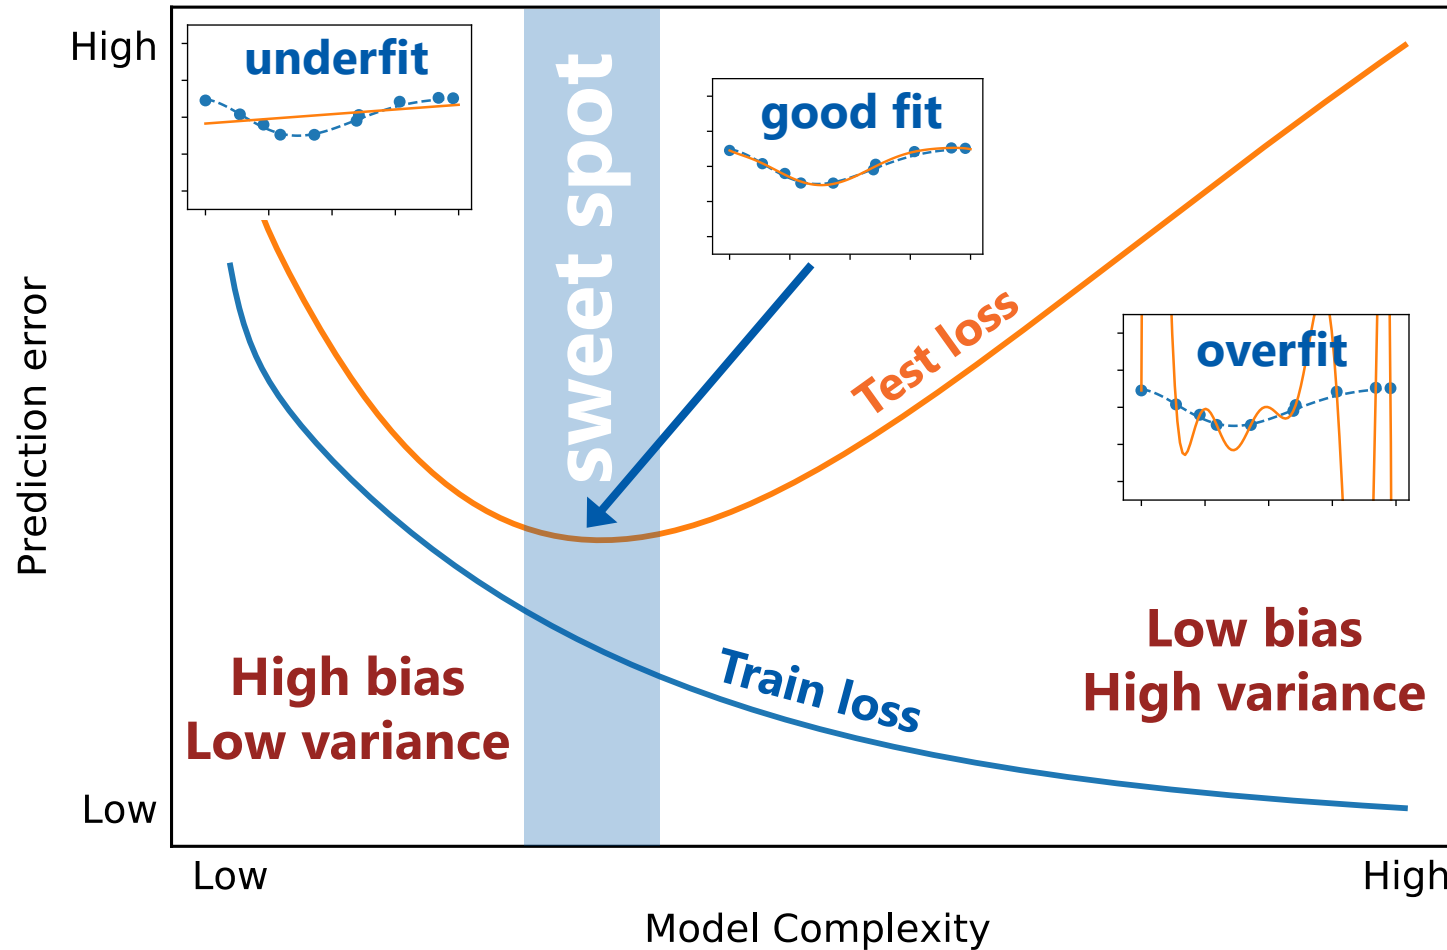 High
underfit
sweet spot
good fit
Test loss
overfit
Prediction error
High bias
Low variance
Train loss
Low bias
High variance
Low
Low
High
Model Complexity